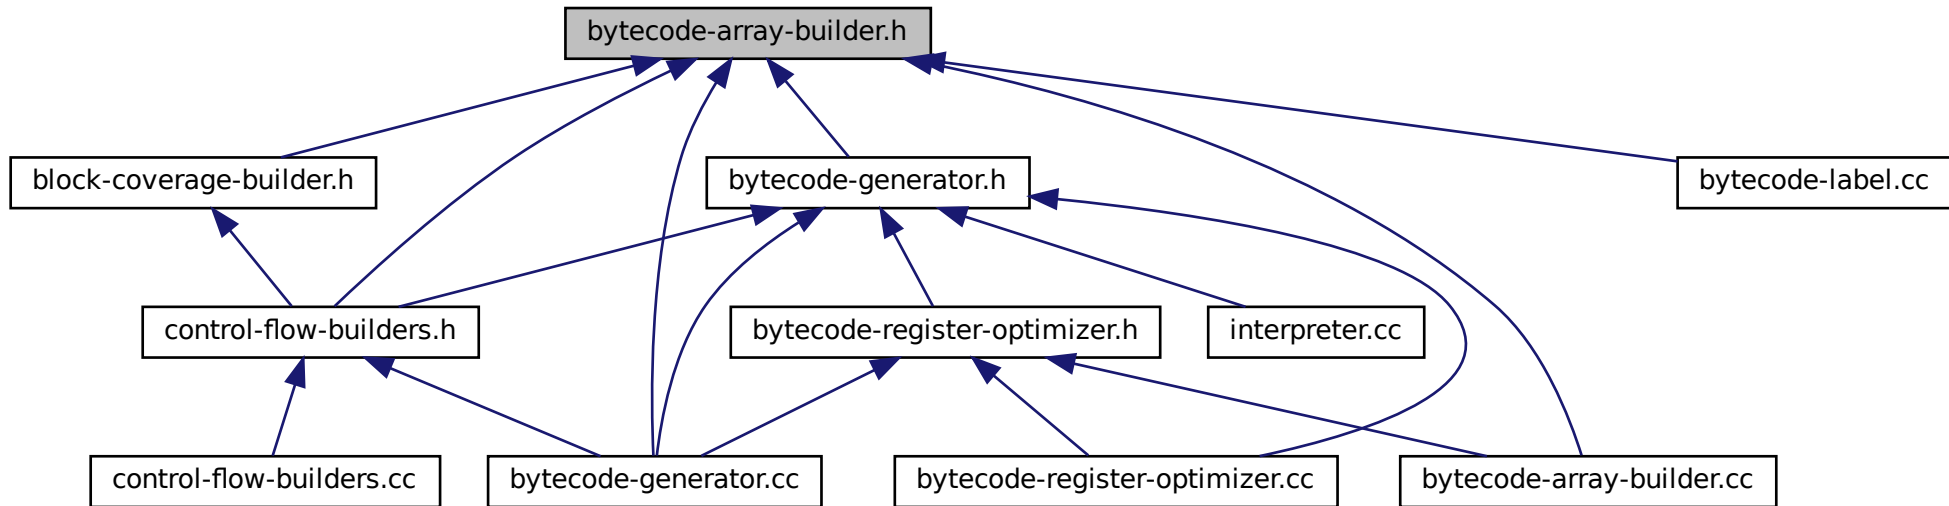 bytecode-array-builder.h
block-coverage-builder.h
bytecode-generator.h
bytecode-label.cc
control-flow-builders.h
bytecode-register-optimizer.h
interpreter.cc
control-flow-builders.cc
bytecode-generator.cc
bytecode-register-optimizer.cc
bytecode-array-builder.cc